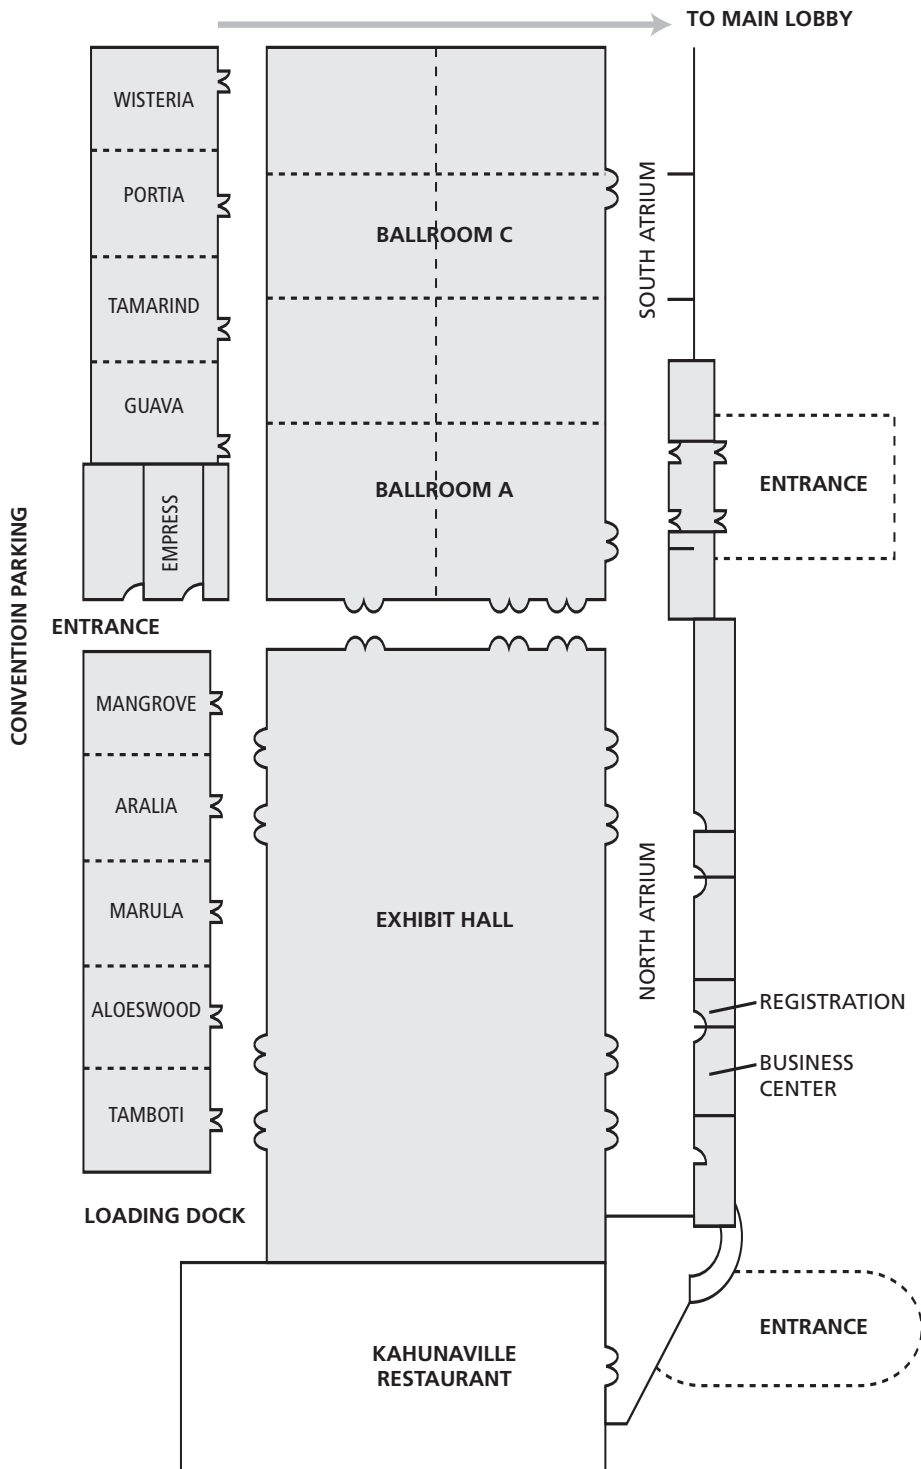 TO MAIN LOBBY
WISTERIA
PORTIA
TAMARIND
GUAVA
EMPRESS
BALLROOM C
BALLROOM A
SOUTH ATRIUM
ENTRANCE
CONVENTIOIN PARKING
ENTRANCE
MANGROVE
ARALIA
MARULA
ALOESWOOD
TAMBOTI
EXHIBIT HALL
NORTH ATRIUM
REGISTRATION
BUSINESS
CENTER
LOADING DOCK
KAHUNAVILLE
RESTAURANT
ENTRANCE